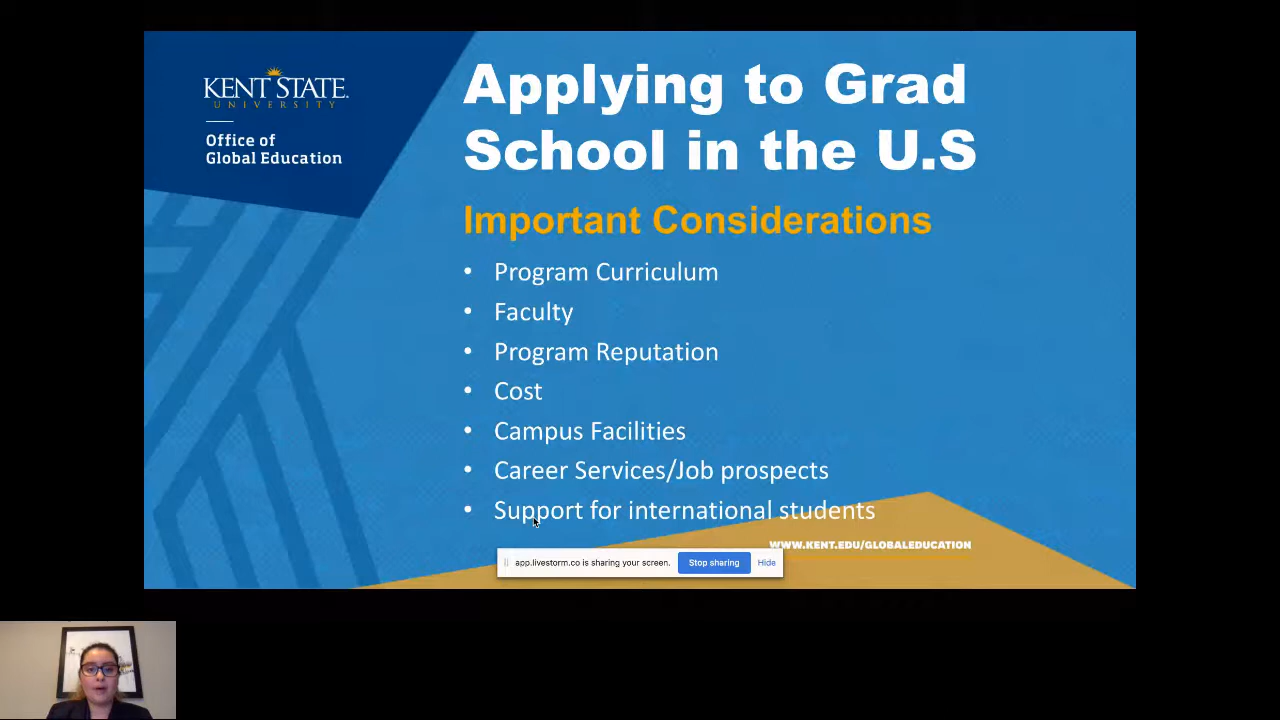 KENT STATE
UNIVERSITY
Office of
Global Education
Applying to Grad
School in the U.S
Important Considerations
• Program Curriculum
• Faculty
• Program Reputation
• Cost
• Campus Facilities
• Career Services/Job prospects
• Support for international students
WWW.KENT.EDU/GLOBALEDUCATION
app.livestorm.co is sharing your screen. Stop sharing Hide